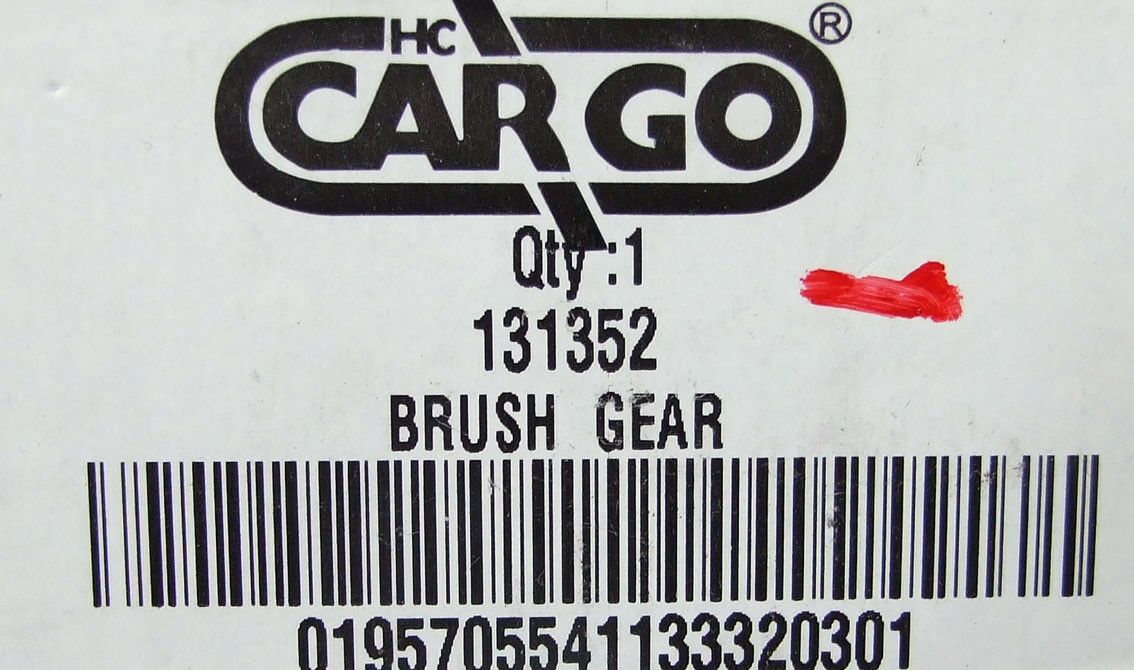 HC
CARGO®
Qty :1
131352
BRUSH GEAR
0195705541133320301